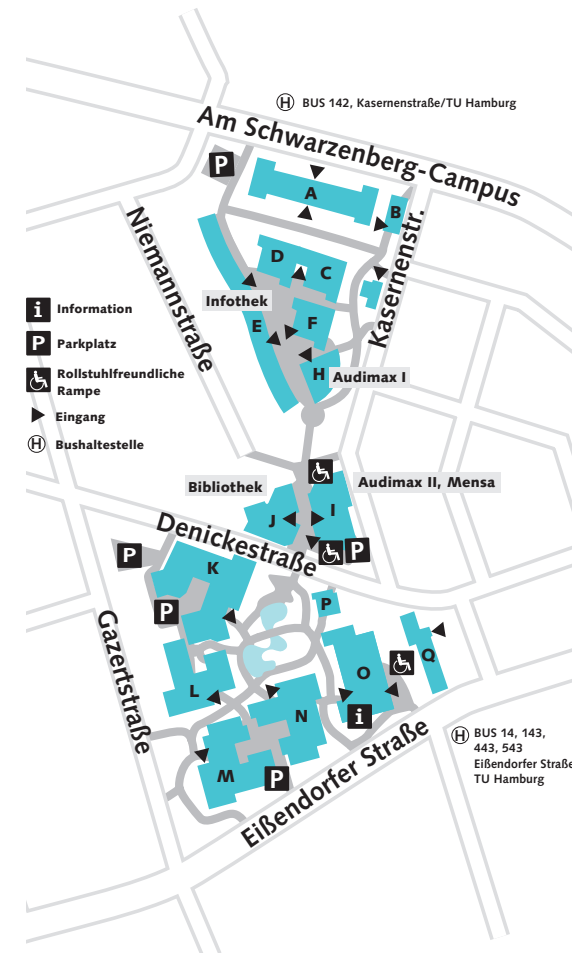 Ⓗ BUS 142, Kasernenstraße/TU Hamburg
Am Schwarzenberg-Campus
P
A
B
Niemannstraße
Kasernenstr.
D
C
Infothek
E
F
H
Audimax I
i Information
P Parkplatz
Rollstuhlfreundliche
Rampe
Eingang
Ⓗ Bushaltestelle
Bibliothek
Audimax II, Mensa
J
I
Denickestraße
P
P
K
P
P
Gazertstraße
L
O
Q
N
i
M
P
Eißendorfer Straße
Ⓗ BUS 14, 143,
443, 543
Eißendorfer Straße
TU Hamburg